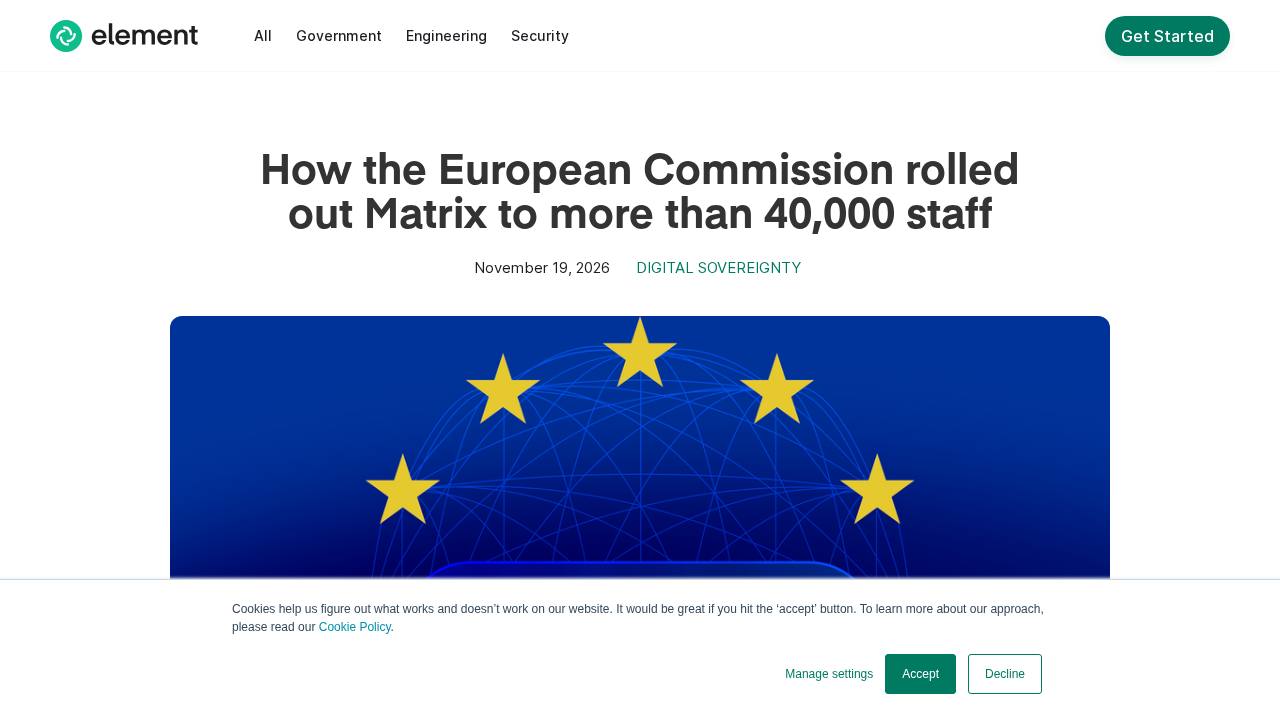 element
All Government Engineering Security
Get Started
How the European Commission rolled
out Matrix to more than 40,000 staff
November 19, 2026 DIGITAL SOVEREIGNTY
Cookies help us figure out what works and doesn’t work on our website. It would be great if you hit the ‘accept’ button. To learn more about our approach,
please read our Cookie Policy.
Manage settings Accept Decline